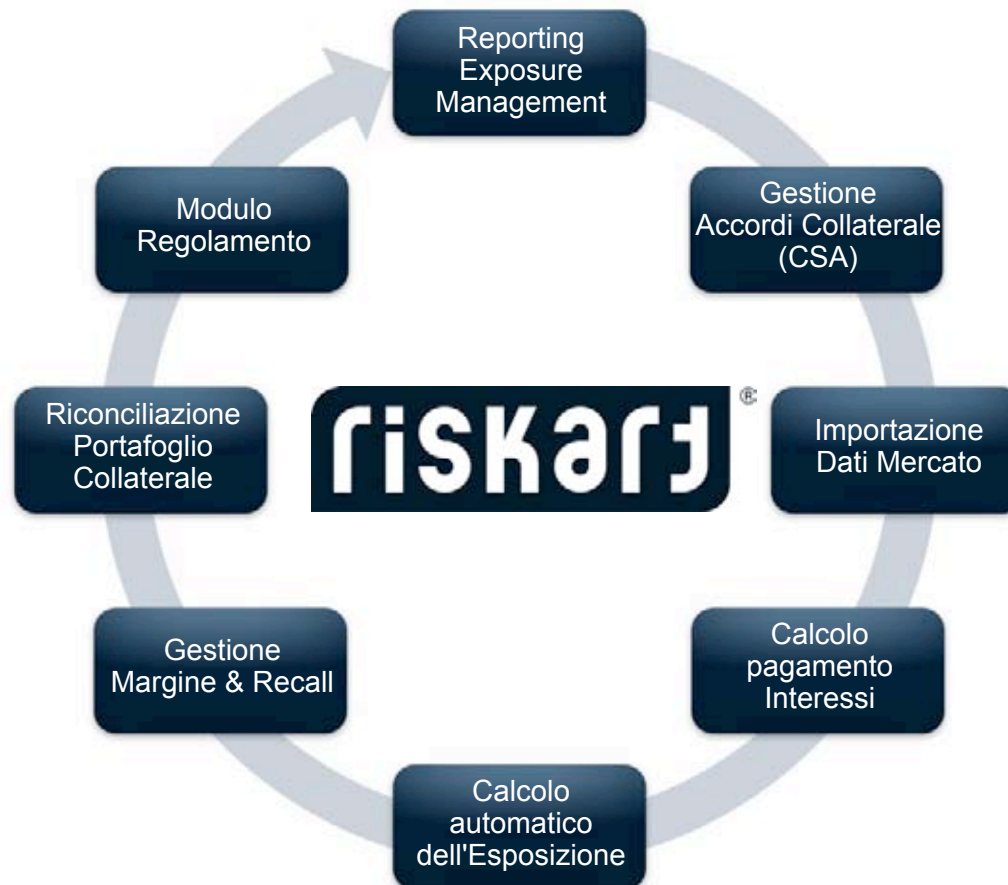 Reporting
Exposure
Management
Gestione
Accordi Collaterale
(CSA)
Importazione
Dati Mercato
Calcolo
pagamento
Interessi
Calcolo
automatico
dell'Esposizione
Gestione
Margine & Recall
Riconciliazione
Portafoglio
Collaterale
Modulo
Regolamento
riskart ®